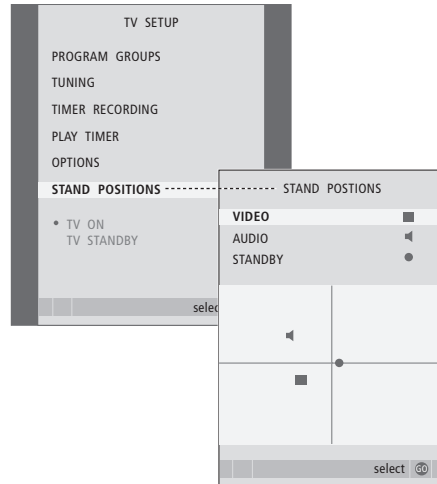 TV SETUP
PROGRAM GROUPS
TUNING
TIMER RECORDING
PLAY TIMER
OPTIONS
STAND POSITIONS
• TV ON
TV STANDBY
STAND POSTIONS
VIDEO
AUDIO
STANDBY
select GO